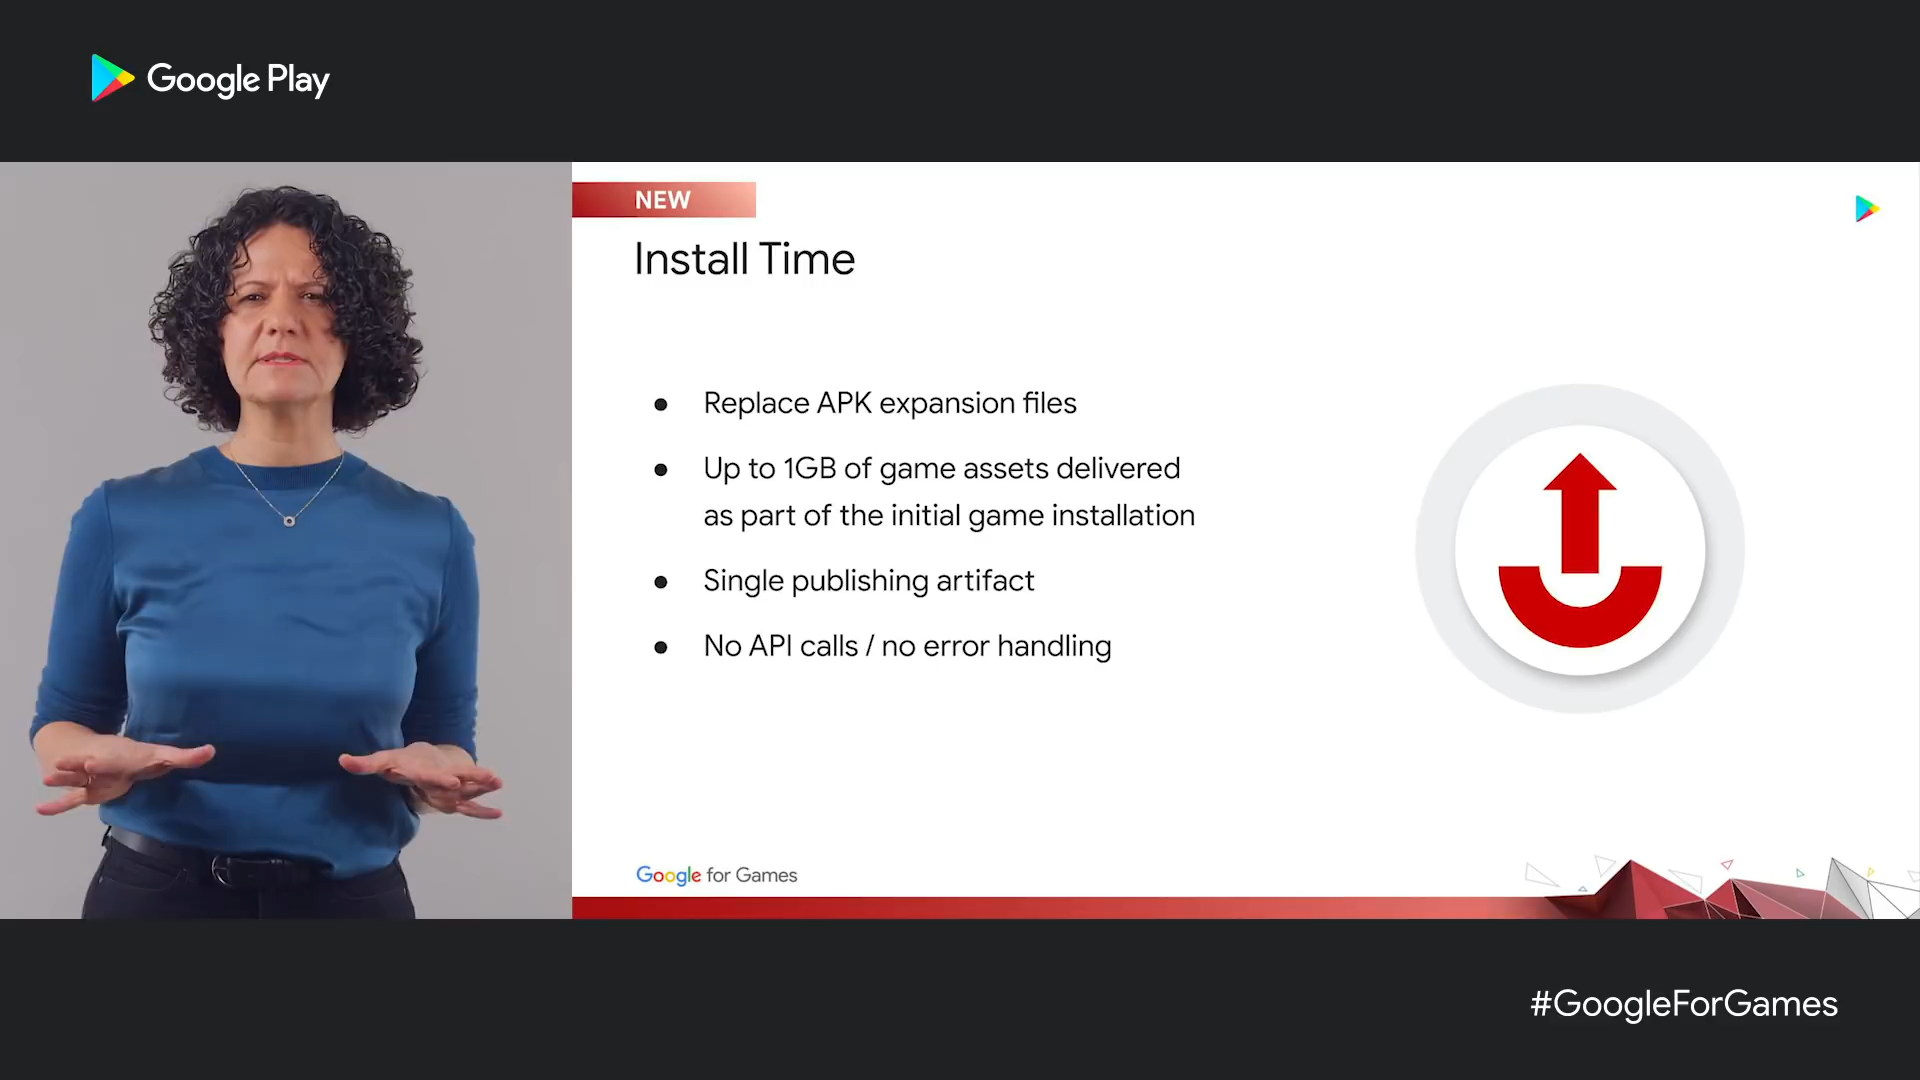 Google Play
NEW
Install Time
● Replace APK expansion files
● Up to 1GB of game assets delivered
as part of the initial game installation
● Single publishing artifact
● No API calls / no error handling
Google for Games
#GoogleForGames